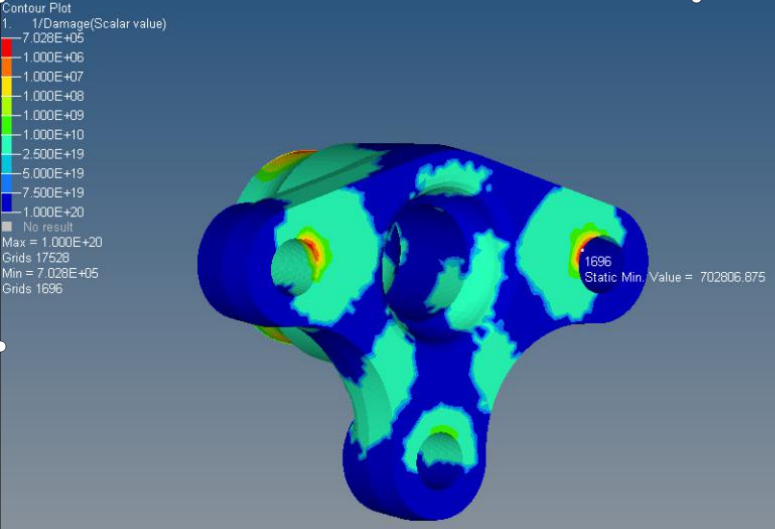 Contour Plot
1. 1/Damage(Scalar value)
7.028E+05
1.000E+06
1.000E+07
1.000E+08
1.000E+09
1.000E+10
2.500E+19
5.000E+19
7.500E+19
1.000E+20
No result
Max = 1.000E+20
Grids 17528
Min = 7.028E+05
Grids 1696
1696
Static Min. Value = 702806.875